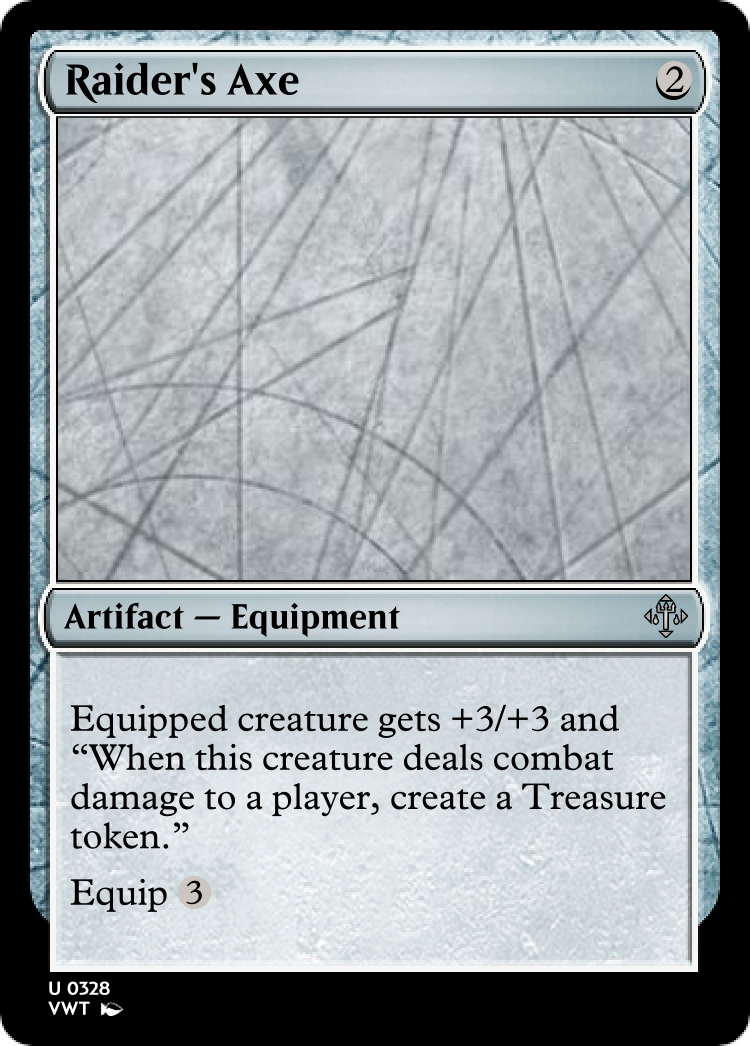 Raider's Axe 2
Artifact — Equipment
Equipped creature gets +3/+3 and
“When this creature deals combat
damage to a player, create a Treasure
token.”
Equip 3
U 0328
VWT